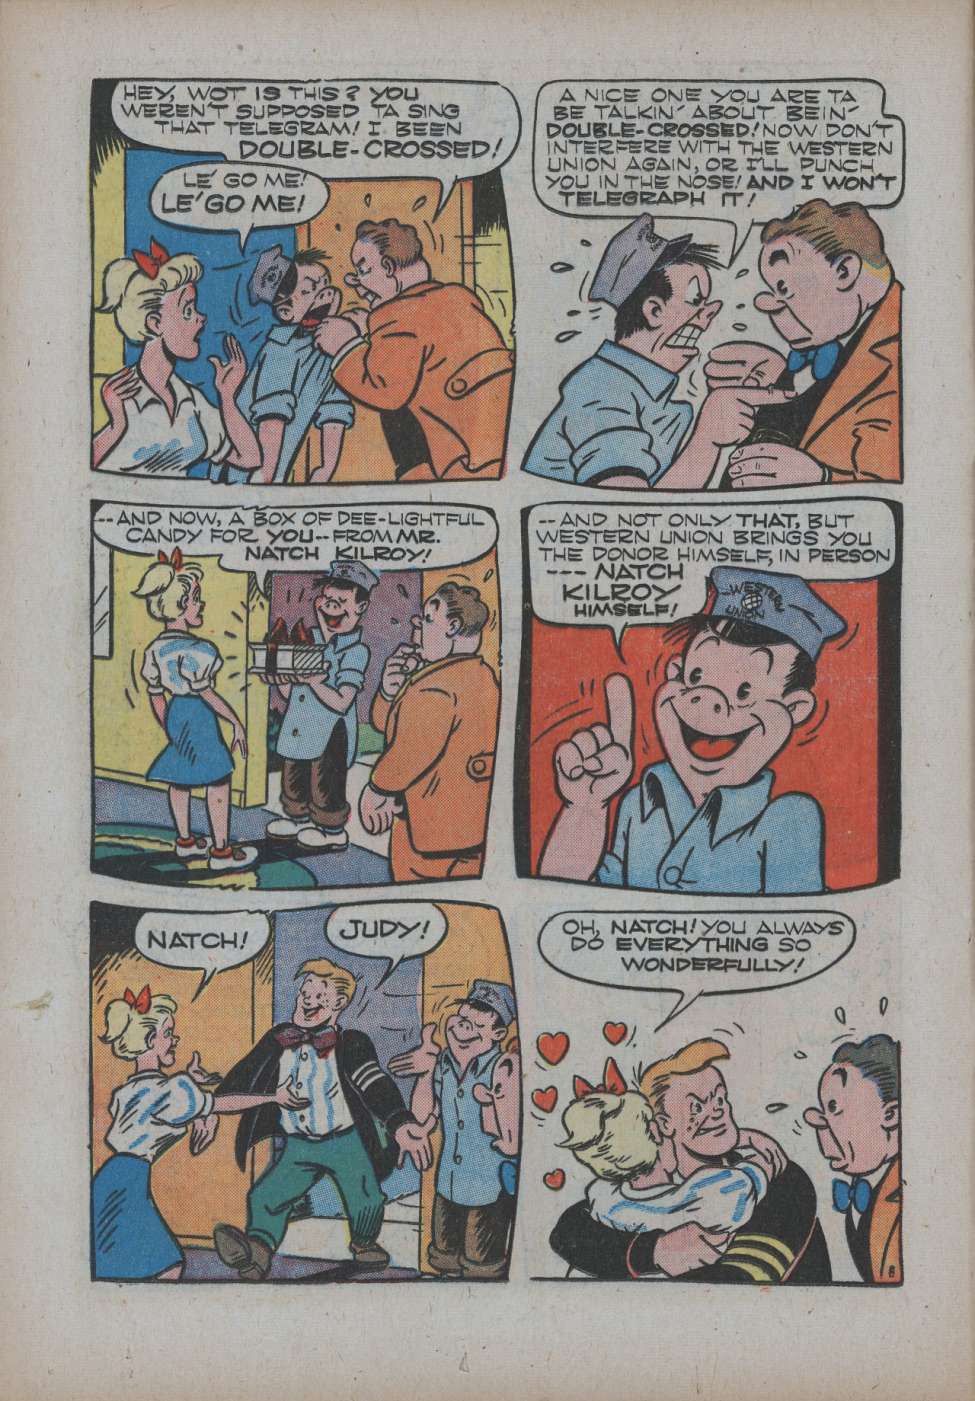 HEY, WOT IS THIS? YOU
WEREN'T SUPPOSED TA SING
THAT TELEGRAM! I BEEN
DOUBLE-CROSSED!
LE' GO ME!
LE' GO ME!
A NICE ONE YOU ARE TA
BE TALKIN' ABOUT BEIN'
DOUBLE-CROSSED! NOW DON'T
INTERFERE WITH THE WESTERN
UNION AGAIN, OR I'LL PUNCH
YOU IN THE NOSE! AND I WON'T
TELEGRAPH IT!
--AND NOW, A BOX OF DEE-LIGHTFUL
CANDY FOR YOU--FROM MR.
NATCH KILROY!
--AND NOT ONLY THAT, BUT
WESTERN UNION BRINGS YOU
THE DONOR HIMSELF, IN PERSON
--- NATCH
KILROY
HIMSELF!
WESTERN
UNION
NATCH!
JUDY!
OH, NATCH! YOU ALWAYS
DO EVERYTHING SO
WONDERFULLY!
8